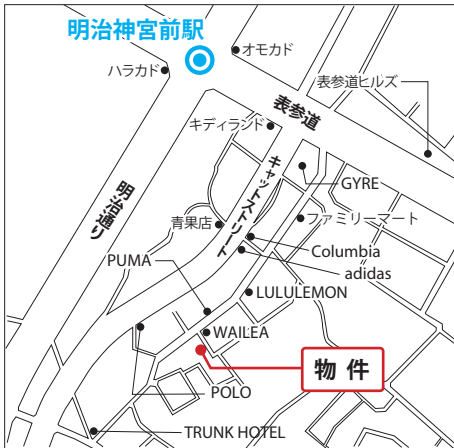 明治神宮前駅
オモカド
ハラカド
表参道ヒルズ
表参道
キディランド
キャットストリート
GYRE
明治通り
青果店
ファミリーマート
Columbia
adidas
PUMA
LULULEMON
WAILEA
物件
POLO
TRUNK HOTEL